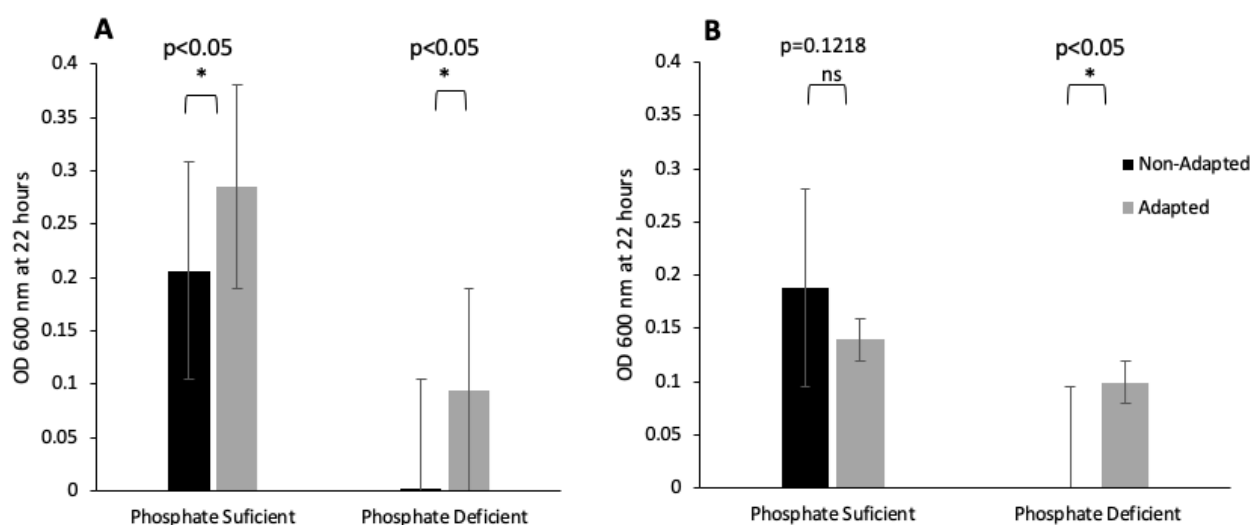 A
p<0.05
*
p<0.05
*
OD 600 nm at 22 hours
0.4
0.35
0.3
0.25
0.2
0.15
0.1
0.05
0
Phosphate Suficient
Phosphate Deficient
B
p=0.1218
ns
p<0.05
*
OD 600 nm at 22 hours
0.4
0.35
0.3
0.25
0.2
0.15
0.1
0.05
0
Phosphate Suficient
Phosphate Deficient
Non-Adapted
Adapted